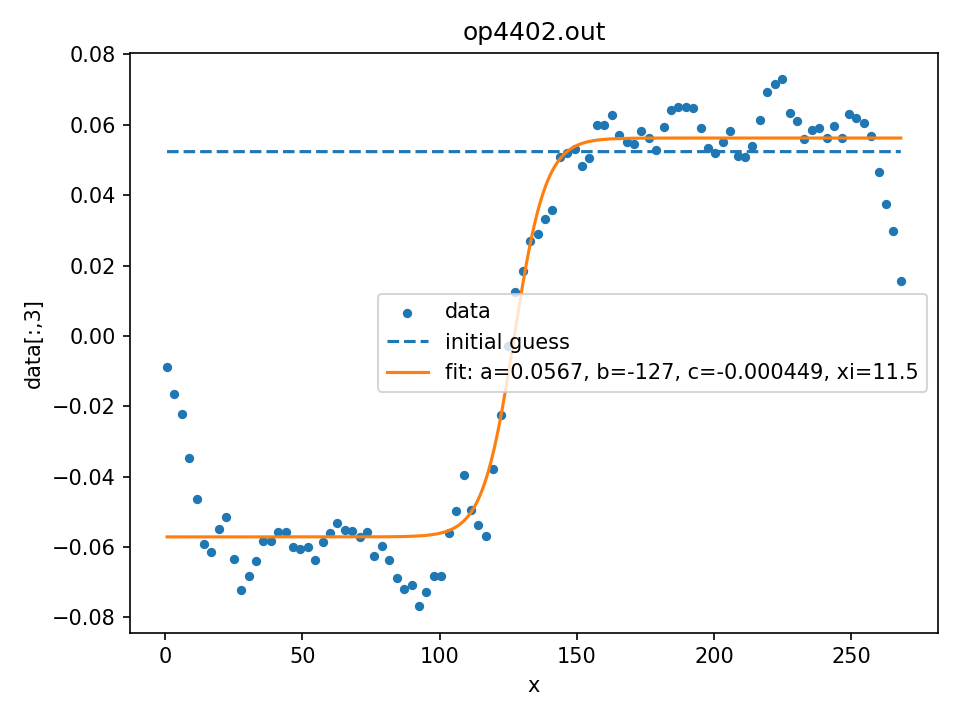 op4402.out
0.08
0.06
0.04
0.02
0.00
−0.02
−0.04
−0.06
−0.08
data[:,3]
data
initial guess
fit: a=0.0567, b=-127, c=-0.000449, xi=11.5
0 50 100 150 200 250
x